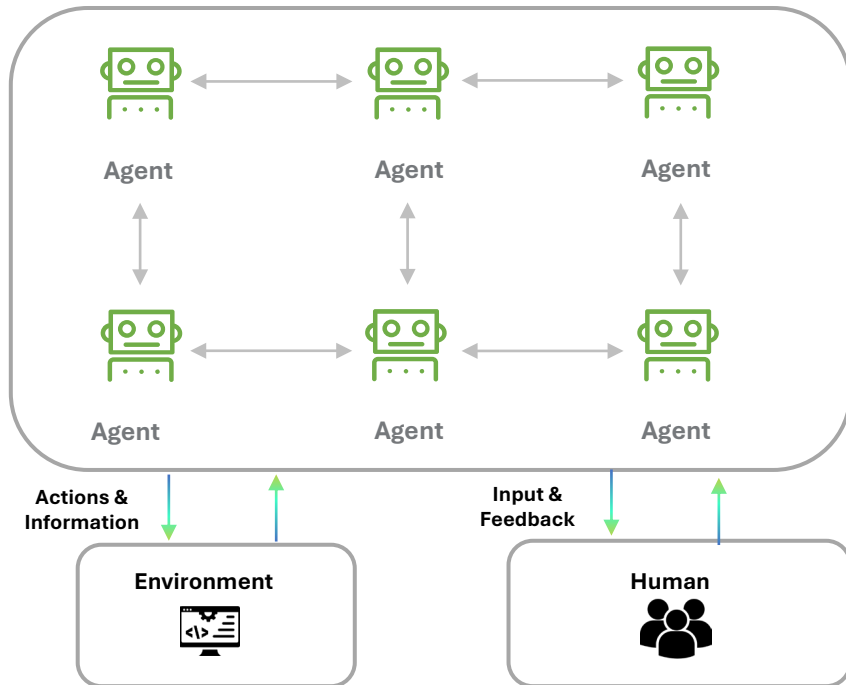 Agent
Agent
Agent
Agent
Agent
Agent
Actions &
Information
Input &
Feedback
Environment
</>
Human